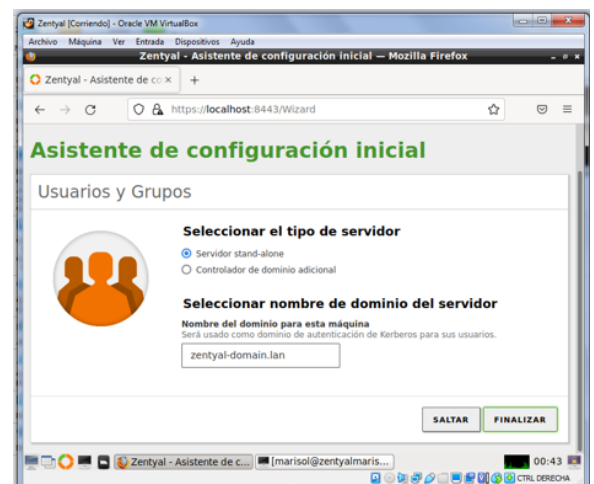 Zentyal [Corriendo] - Oracle VM VirtualBox
Archivo Máquina Ver Entrada Dispositivos Ayuda
Zentyal - Asistente de configuración inicial — Mozilla Firefox
Zentyal - Asistente de co
https://localhost:8443/Wizard
Asistente de configuración inicial
Usuarios y Grupos
Seleccionar el tipo de servidor
Servidor stand-alone
Controlador de dominio adicional
Seleccionar nombre de dominio del servidor
Nombre del dominio para esta máquina
Será usado como dominio de autenticación de Kerberos para sus usuarios.
zentyal-domain.lan
SALTAR FINALIZAR
Zentyal - Asistente de c... [marisol@zentyalmaris... 00:43
CTRL DERECHA